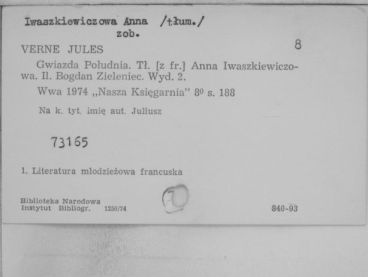 Iwaszkiewiczowa Anna /tłum./
zob.
8
VERNE JULES
Gwiazda Południa. Tł. [z fr.] Anna Iwaszkiewiczo-
wa. Il. Bogdan Zieleniec. Wyd. 2.
Wwa 1974 „Nasza Księgarnia" 8⁰ s. 188
Na k. tyt. imię aut. Juliusz
73165
1. Literatura młodzieżowa francuska
Biblioteka Narodowa
Instytut Bibliogr. 1250/74
840-93